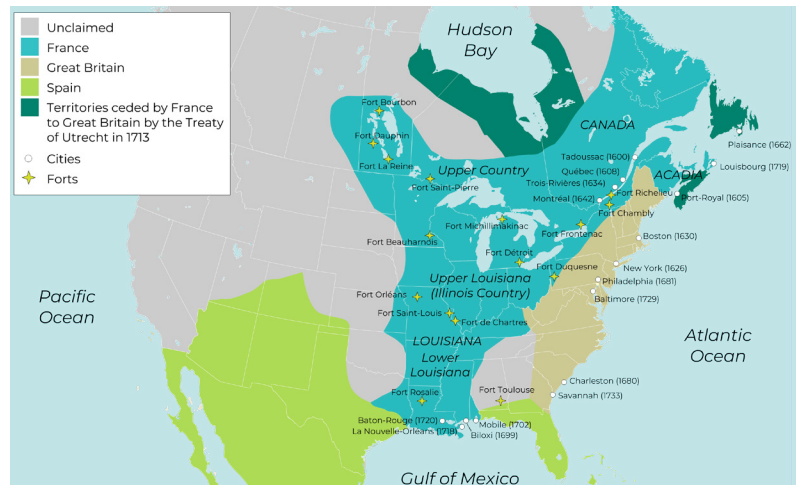 Unclaimed
France
Great Britain
Spain
Territories ceded by France
to Great Britain by the Treaty
of Utrecht in 1713
Cities
Forts
Hudson
Bay
Fort Bourbon
Fort Dauphin
Fort La Reine
Upper Country
Fort Saint-Pierre
CANADA
Plaisance (1662)
Tadoussac (1600)
Louisbourg (1719)
Québec (1608)
ACADIA
Trois-Rivières (1634)
Fort Richelieu
Port-Royal (1605)
Montréal (1642)
Fort Chambly
Fort Michillimakinac
Fort Frontenac
Fort Beauharnois
Boston (1630)
Fort Détroit
Fort Duquesne
New York (1626)
Upper Louisiana
(Illinois Country)
Philadelphia (1681)
Fort Orléans
Baltimore (1729)
Pacific
Ocean
Fort Saint-Louis
Fort de Chartres
Atlantic
Ocean
LOUISIANA
Lower
Louisiana
Charleston (1680)
Fort Rosalie
Fort Toulouse
Savannah (1733)
Baton-Rouge (1720)
Mobile (1702)
La Nouvelle-Orléans (1718)
Biloxi (1699)
Gulf of Mexico